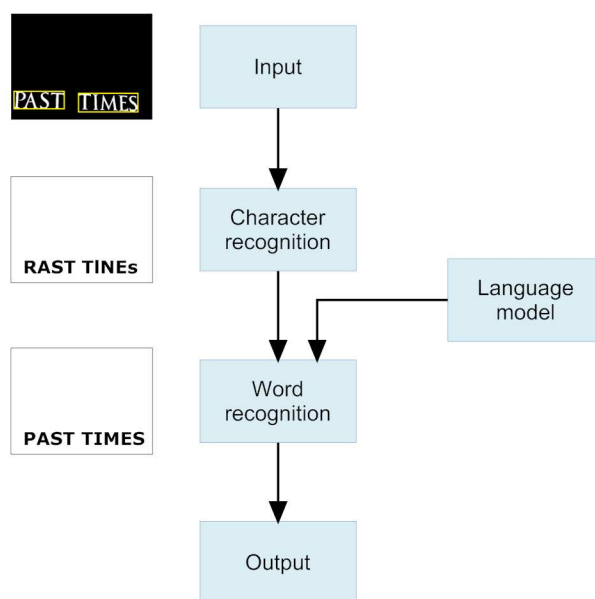 PAST TIMES
Input
Character
recognition
RAST TINEs
Language
model
Word
recognition
PAST TIMES
Output